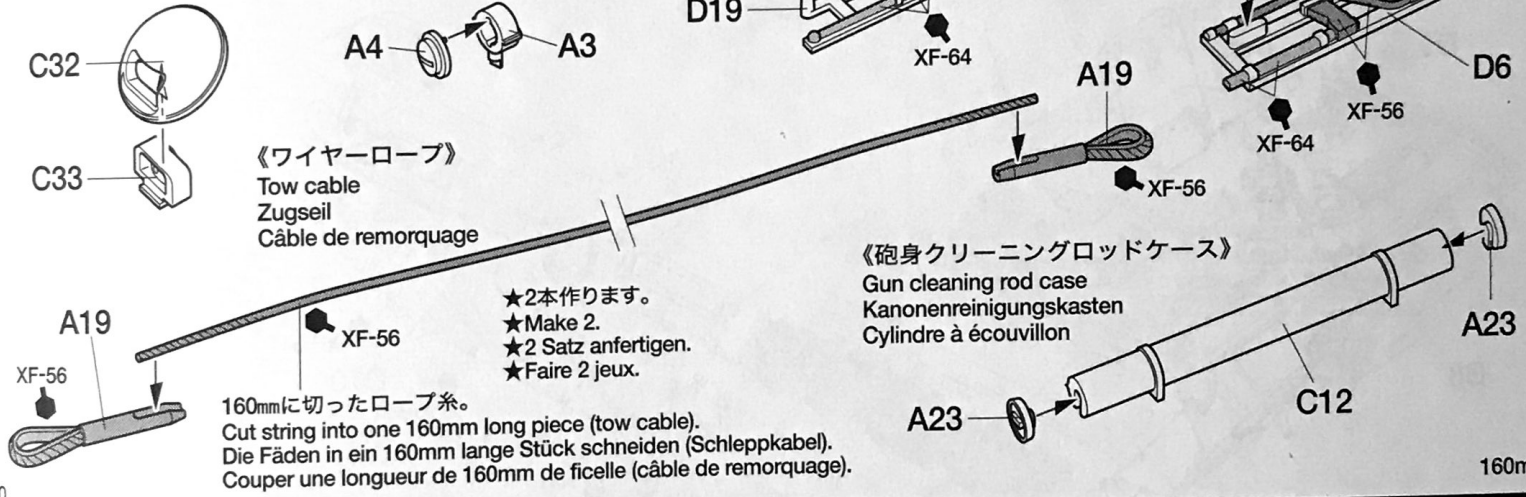 D19
XF-64
C32
A4
A3
C33
A19
XF-56
XF-64
XF-56
D6
《ワイヤーロープ》
Tow cable
Zugseil
Câble de remorquage
★2本作ります。
★Make 2.
★2 Satz anfertigen.
★Faire 2 jeux.
XF-56
A19
XF-56
160mmに切ったロープ糸。
Cut string into one 160mm long piece (tow cable).
Die Fäden in ein 160mm lange Stück schneiden (Schleppkabel).
Couper une longueur de 160mm de ficelle (câble de remorquage).
《砲身クリーニングロッドケース》
Gun cleaning rod case
Kanonenreinigungskasten
Cylindre à écouvillon
A23
C12
A23